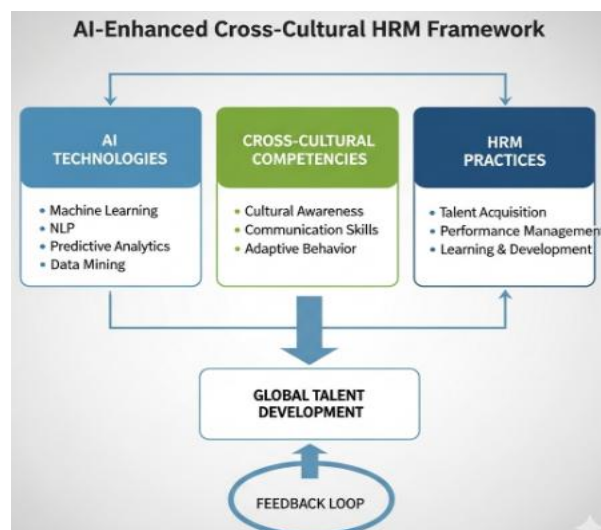 AI-Enhanced Cross-Cultural HRM Framework
AI
TECHNOLOGIES
• Machine Learning
• NLP
• Predictive Analytics
• Data Mining
CROSS-CULTURAL
COMPETENCIES
• Cultural Awareness
• Communication Skills
• Adaptive Behavior
HRM
PRACTICES
• Talent Acquisition
• Performance Management
• Learning & Development
GLOBAL TALENT
DEVELOPMENT
FEEDBACK LOOP